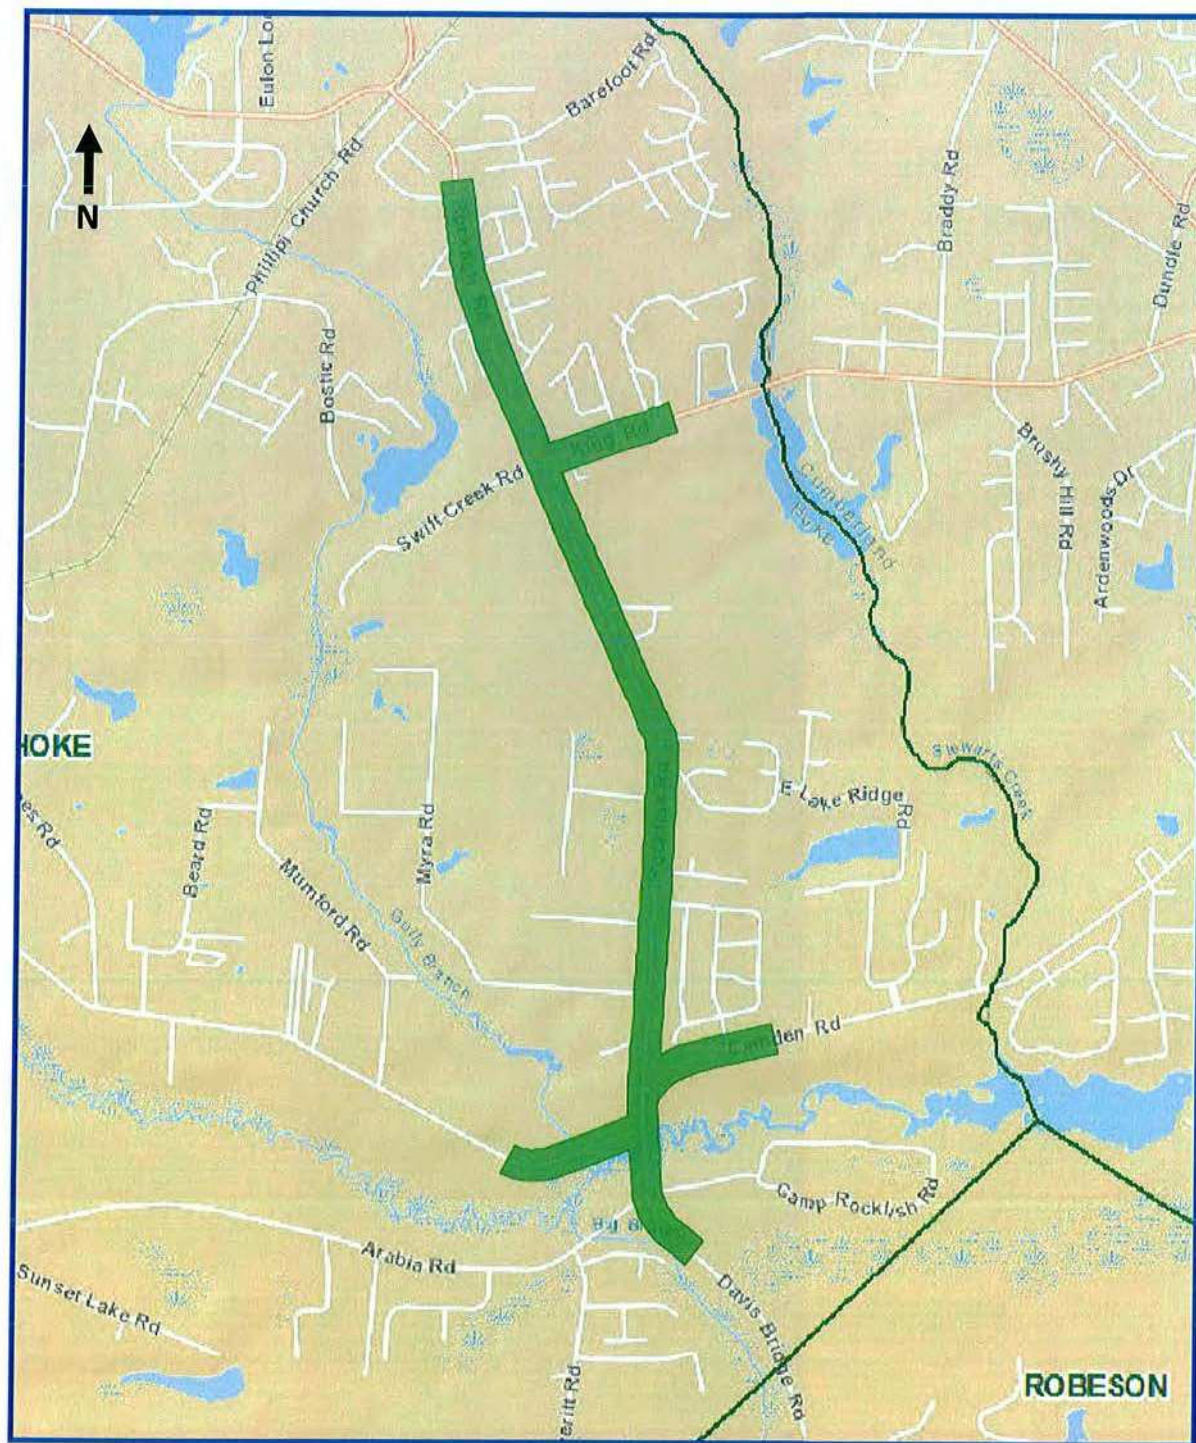 Barefoot Rd
N
Phillipi Church Rd
Braddy Rd
Dundle Rd
Bostic Rd
King Rd
Swift Creek Rd
Cumberland
Brushy Hill Rd
Ardenwoods Dr
HOKE
Stewarts Creek
E Lake Ridge
Rd
es Rd
Beard Rd
Myra Rd
Mumford Rd
Gully Branch
Camden Rd
Camp Rockfish Rd
Arabia Rd
Sunset Lake Rd
Davis Bridge Rd
ROBESON